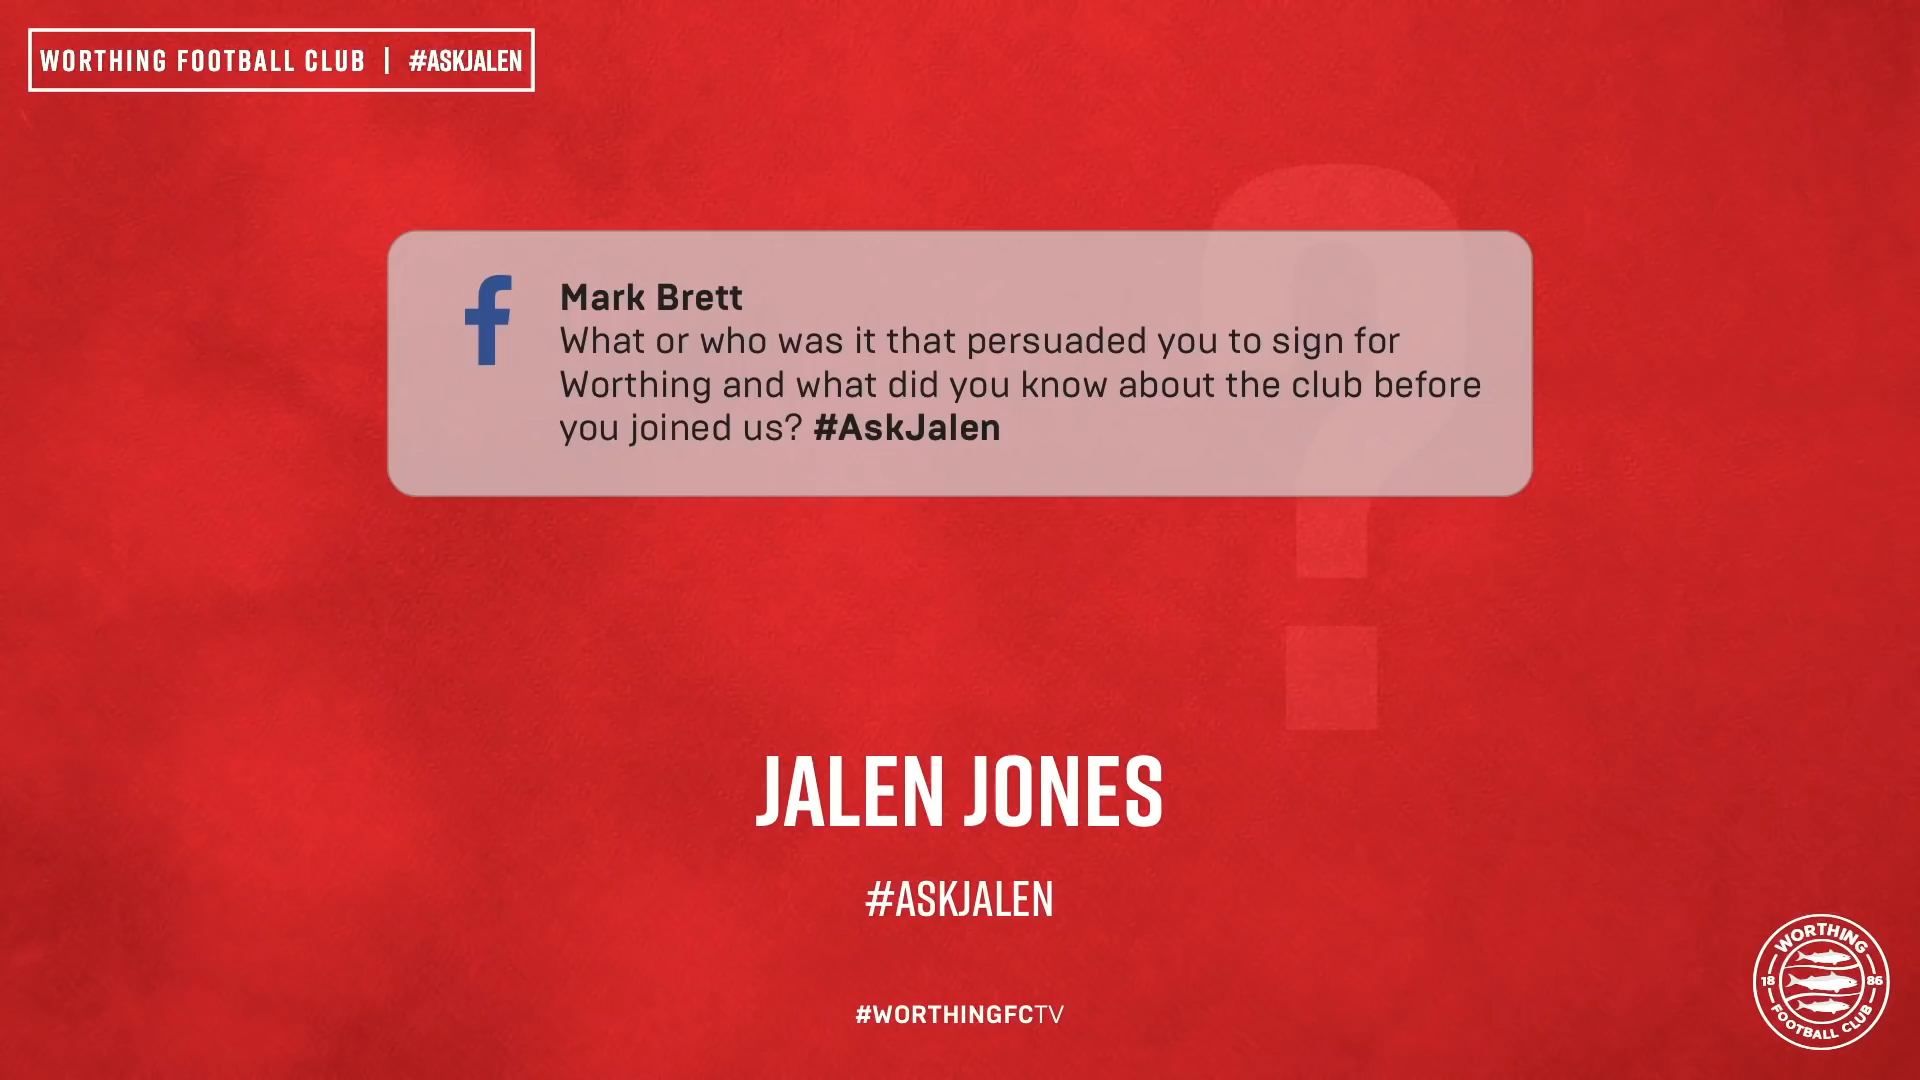 WORTHING FOOTBALL CLUB | #ASKJALEN
Mark Brett
What or who was it that persuaded you to sign for
Worthing and what did you know about the club before
you joined us? #AskJalen
JALEN JONES
#ASKJALEN
#WORTHINGFCTV
WORTHING
18 86
FOOTBALL CLUB